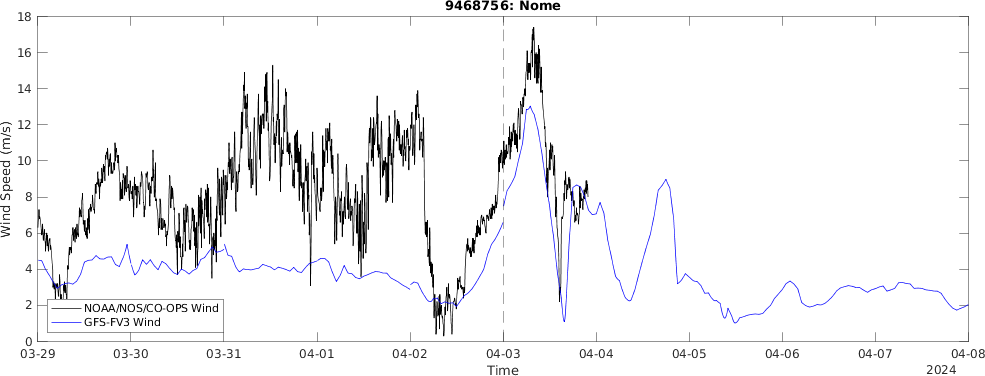 9468756: Nome
Wind Speed (m/s)
18
16
14
12
10
8
6
4
2
0
NOAA/NOS/CO-OPS Wind
GFS-FV3 Wind
03-29 03-30 03-31 04-01 04-02 04-03 04-04 04-05 04-06 04-07 04-08
Time
2024